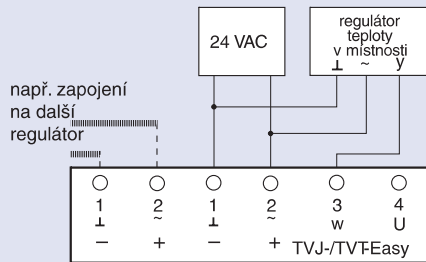 24 VAC
regulátor
teploty
v místnosti
⊥ ~ y
např. zapojení
na další
regulátor
1 2 1 2 3 4
⊥ ~ ⊥ ~ w U
– + – + TVJ-/TVT-Easy